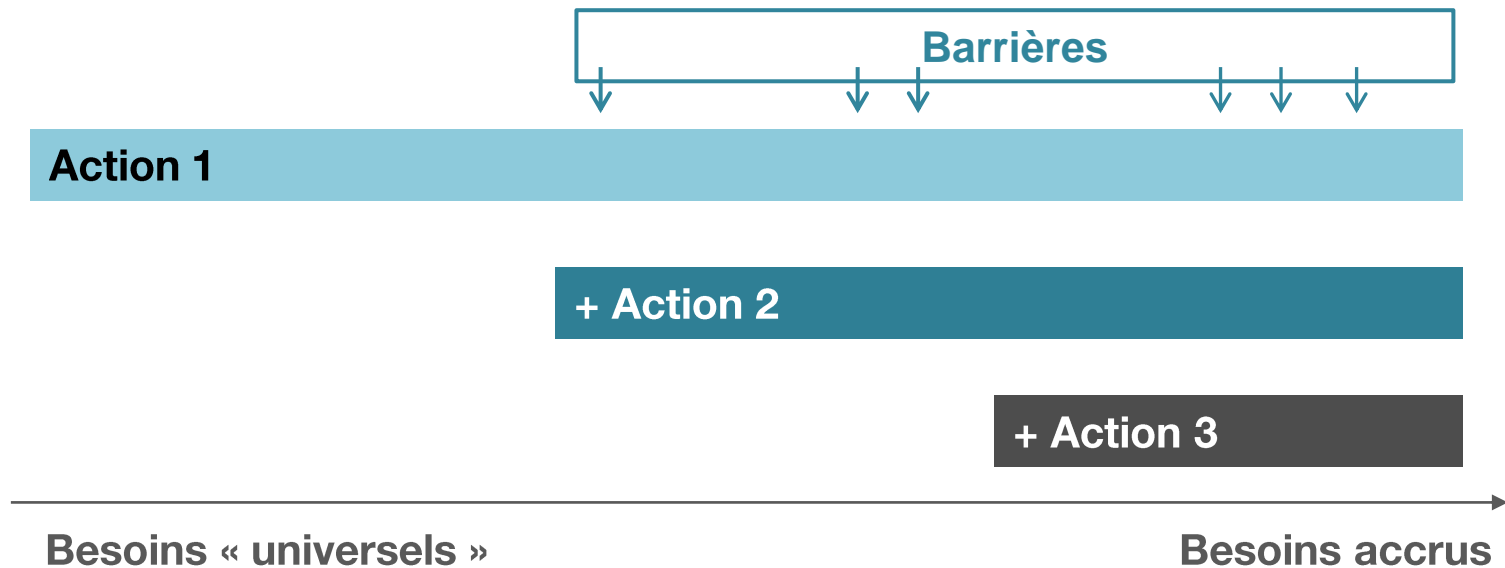 Barrières
Action 1
+ Action 2
+ Action 3
Besoins « universels »
Besoins accrus